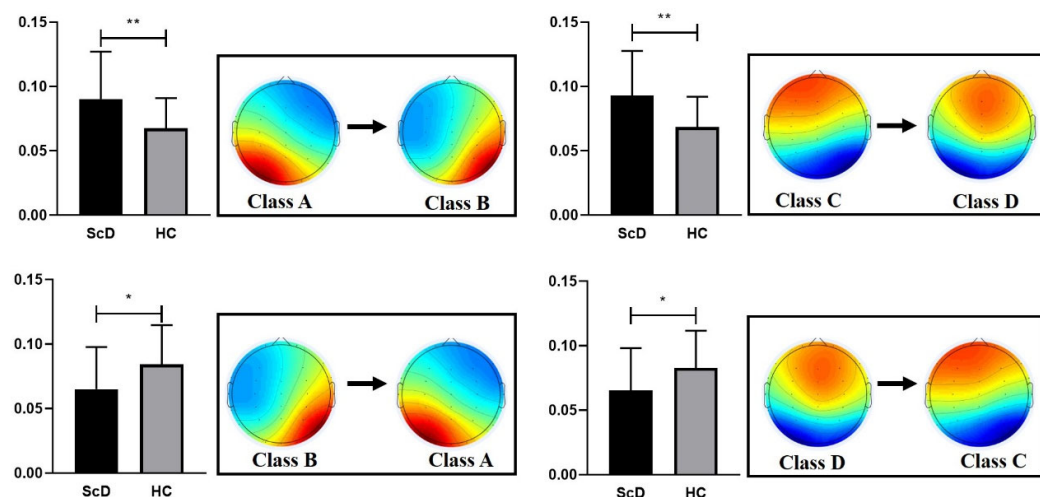 0.15
**
0.10
0.05
0.00
ScD HC
Class A Class B
0.15
**
0.10
0.05
0.00
ScD HC
Class C Class D
0.15
*
0.10
0.05
0.00
ScD HC
Class B Class A
0.15
*
0.10
0.05
0.00
ScD HC
Class D Class C